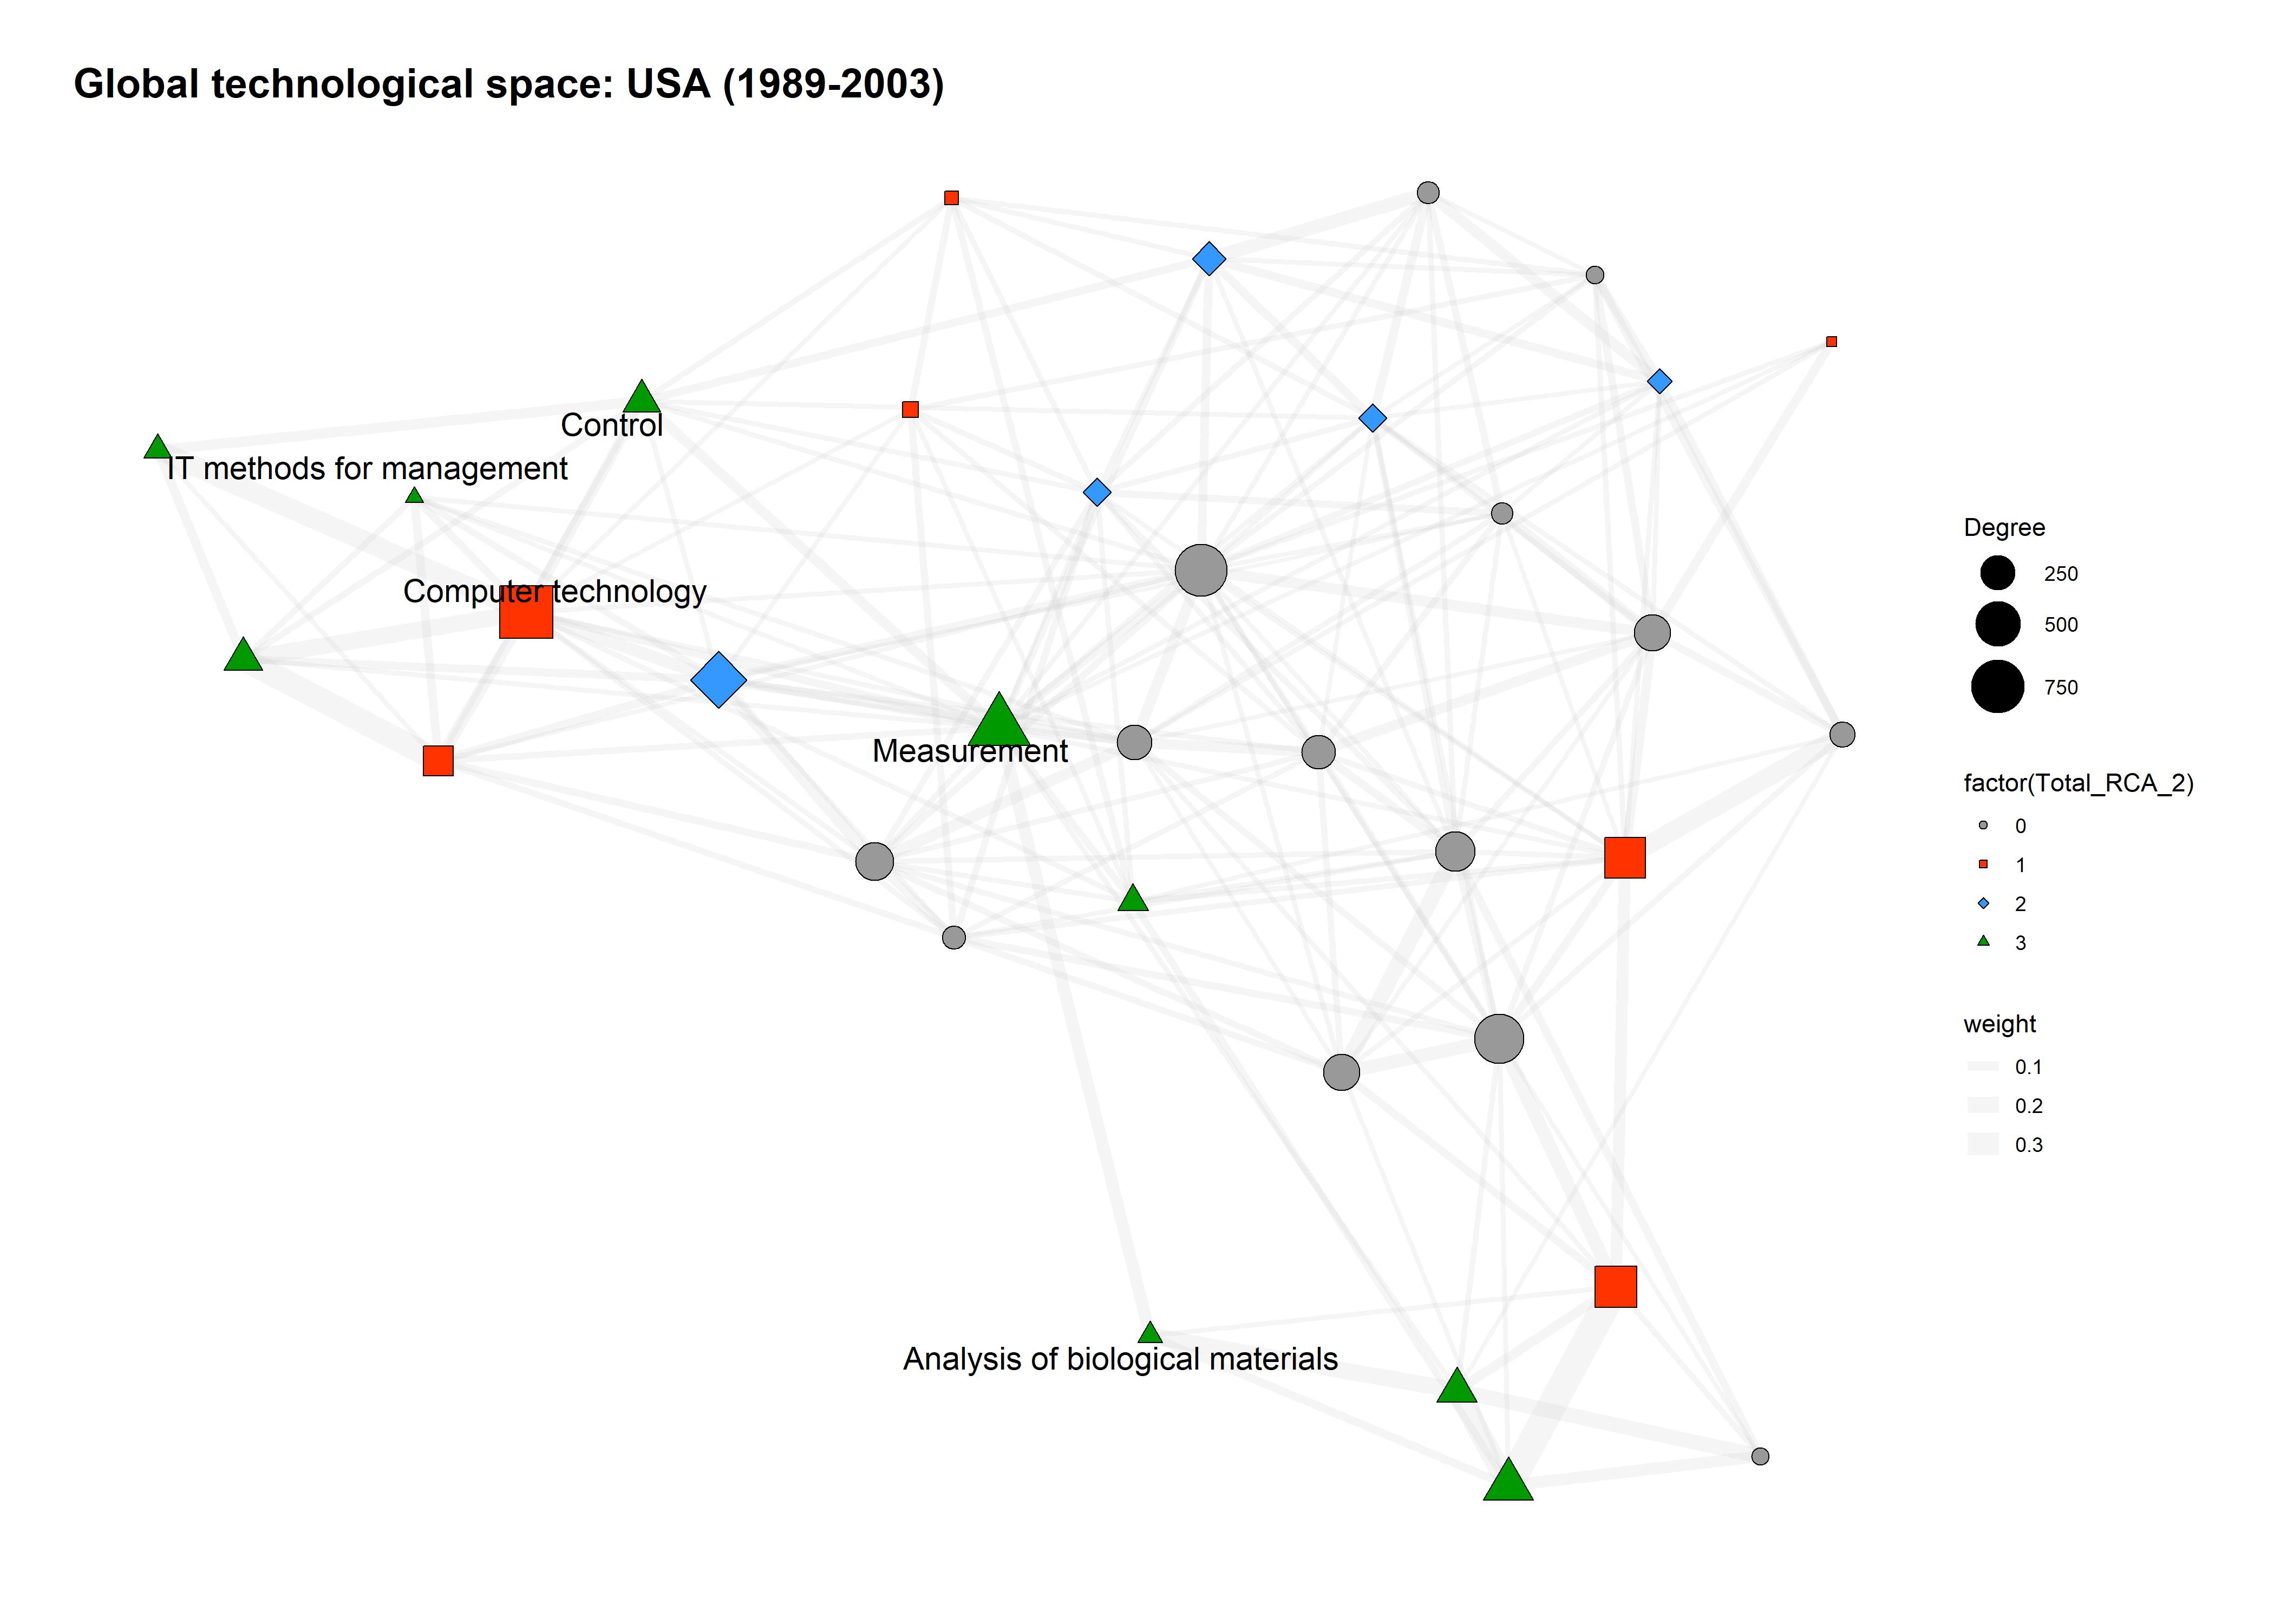 Global technological space: USA (1989-2003)
Control
IT methods for management
Computer technology
Measurement
Analysis of biological materials
Degree
250
500
750
factor(Total_RCA_2)
0
1
2
3
weight
0.1
0.2
0.3